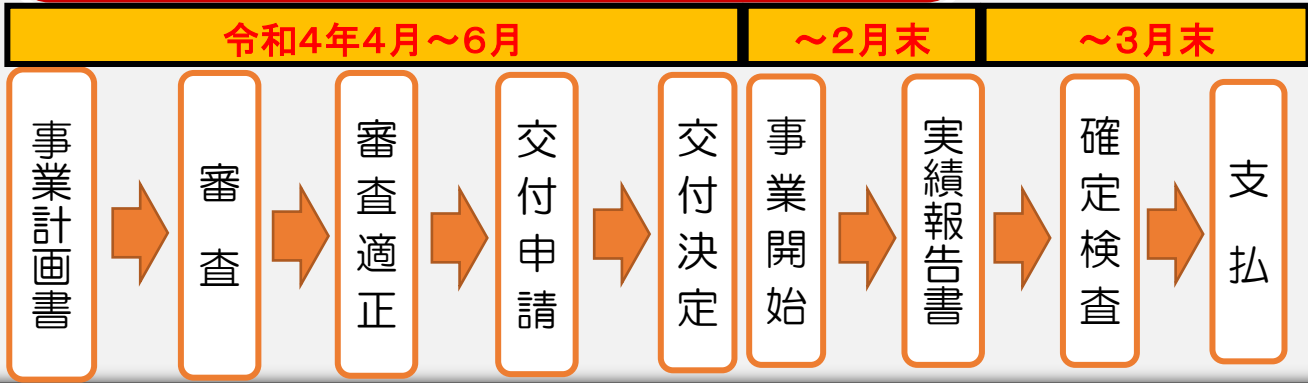 令和4年4月～6月
～2月末
～3月末
事業計画書
審査
審査適正
交付申請
交付決定
事業開始
実績報告書
確定検査
支払